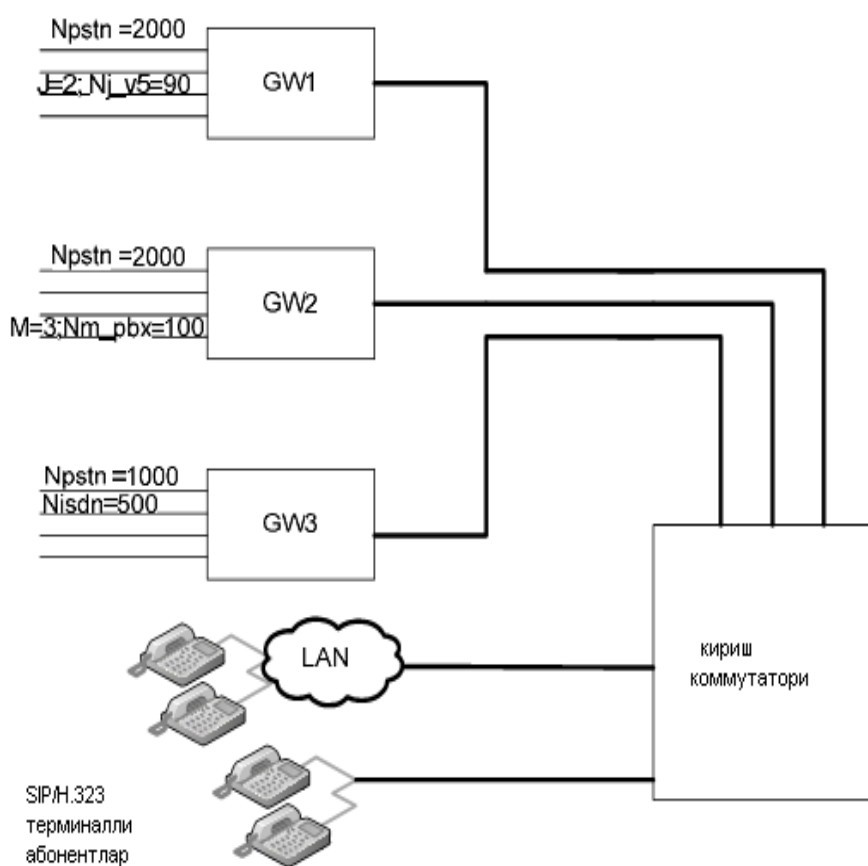 Npstn =2000
J=2; Nj_v5=90
GW1
Npstn =2000
M=3;Nm_pbx=100
GW2
Npstn =1000
Nisdn=500
GW3
LAN
кириш
коммутатори
SIP/H.323
терминалли
абонентлар